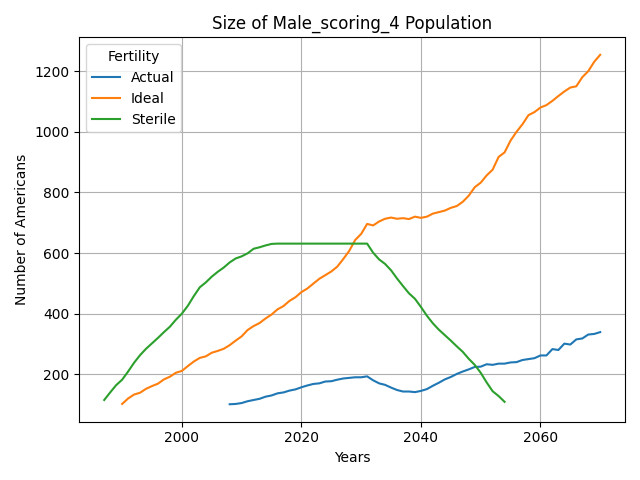 Size of Male_scoring_4 Population
Fertility
Actual
Ideal
Sterile
Number of Americans
1200
1000
800
600
400
200
2000
2020
2040
2060
Years